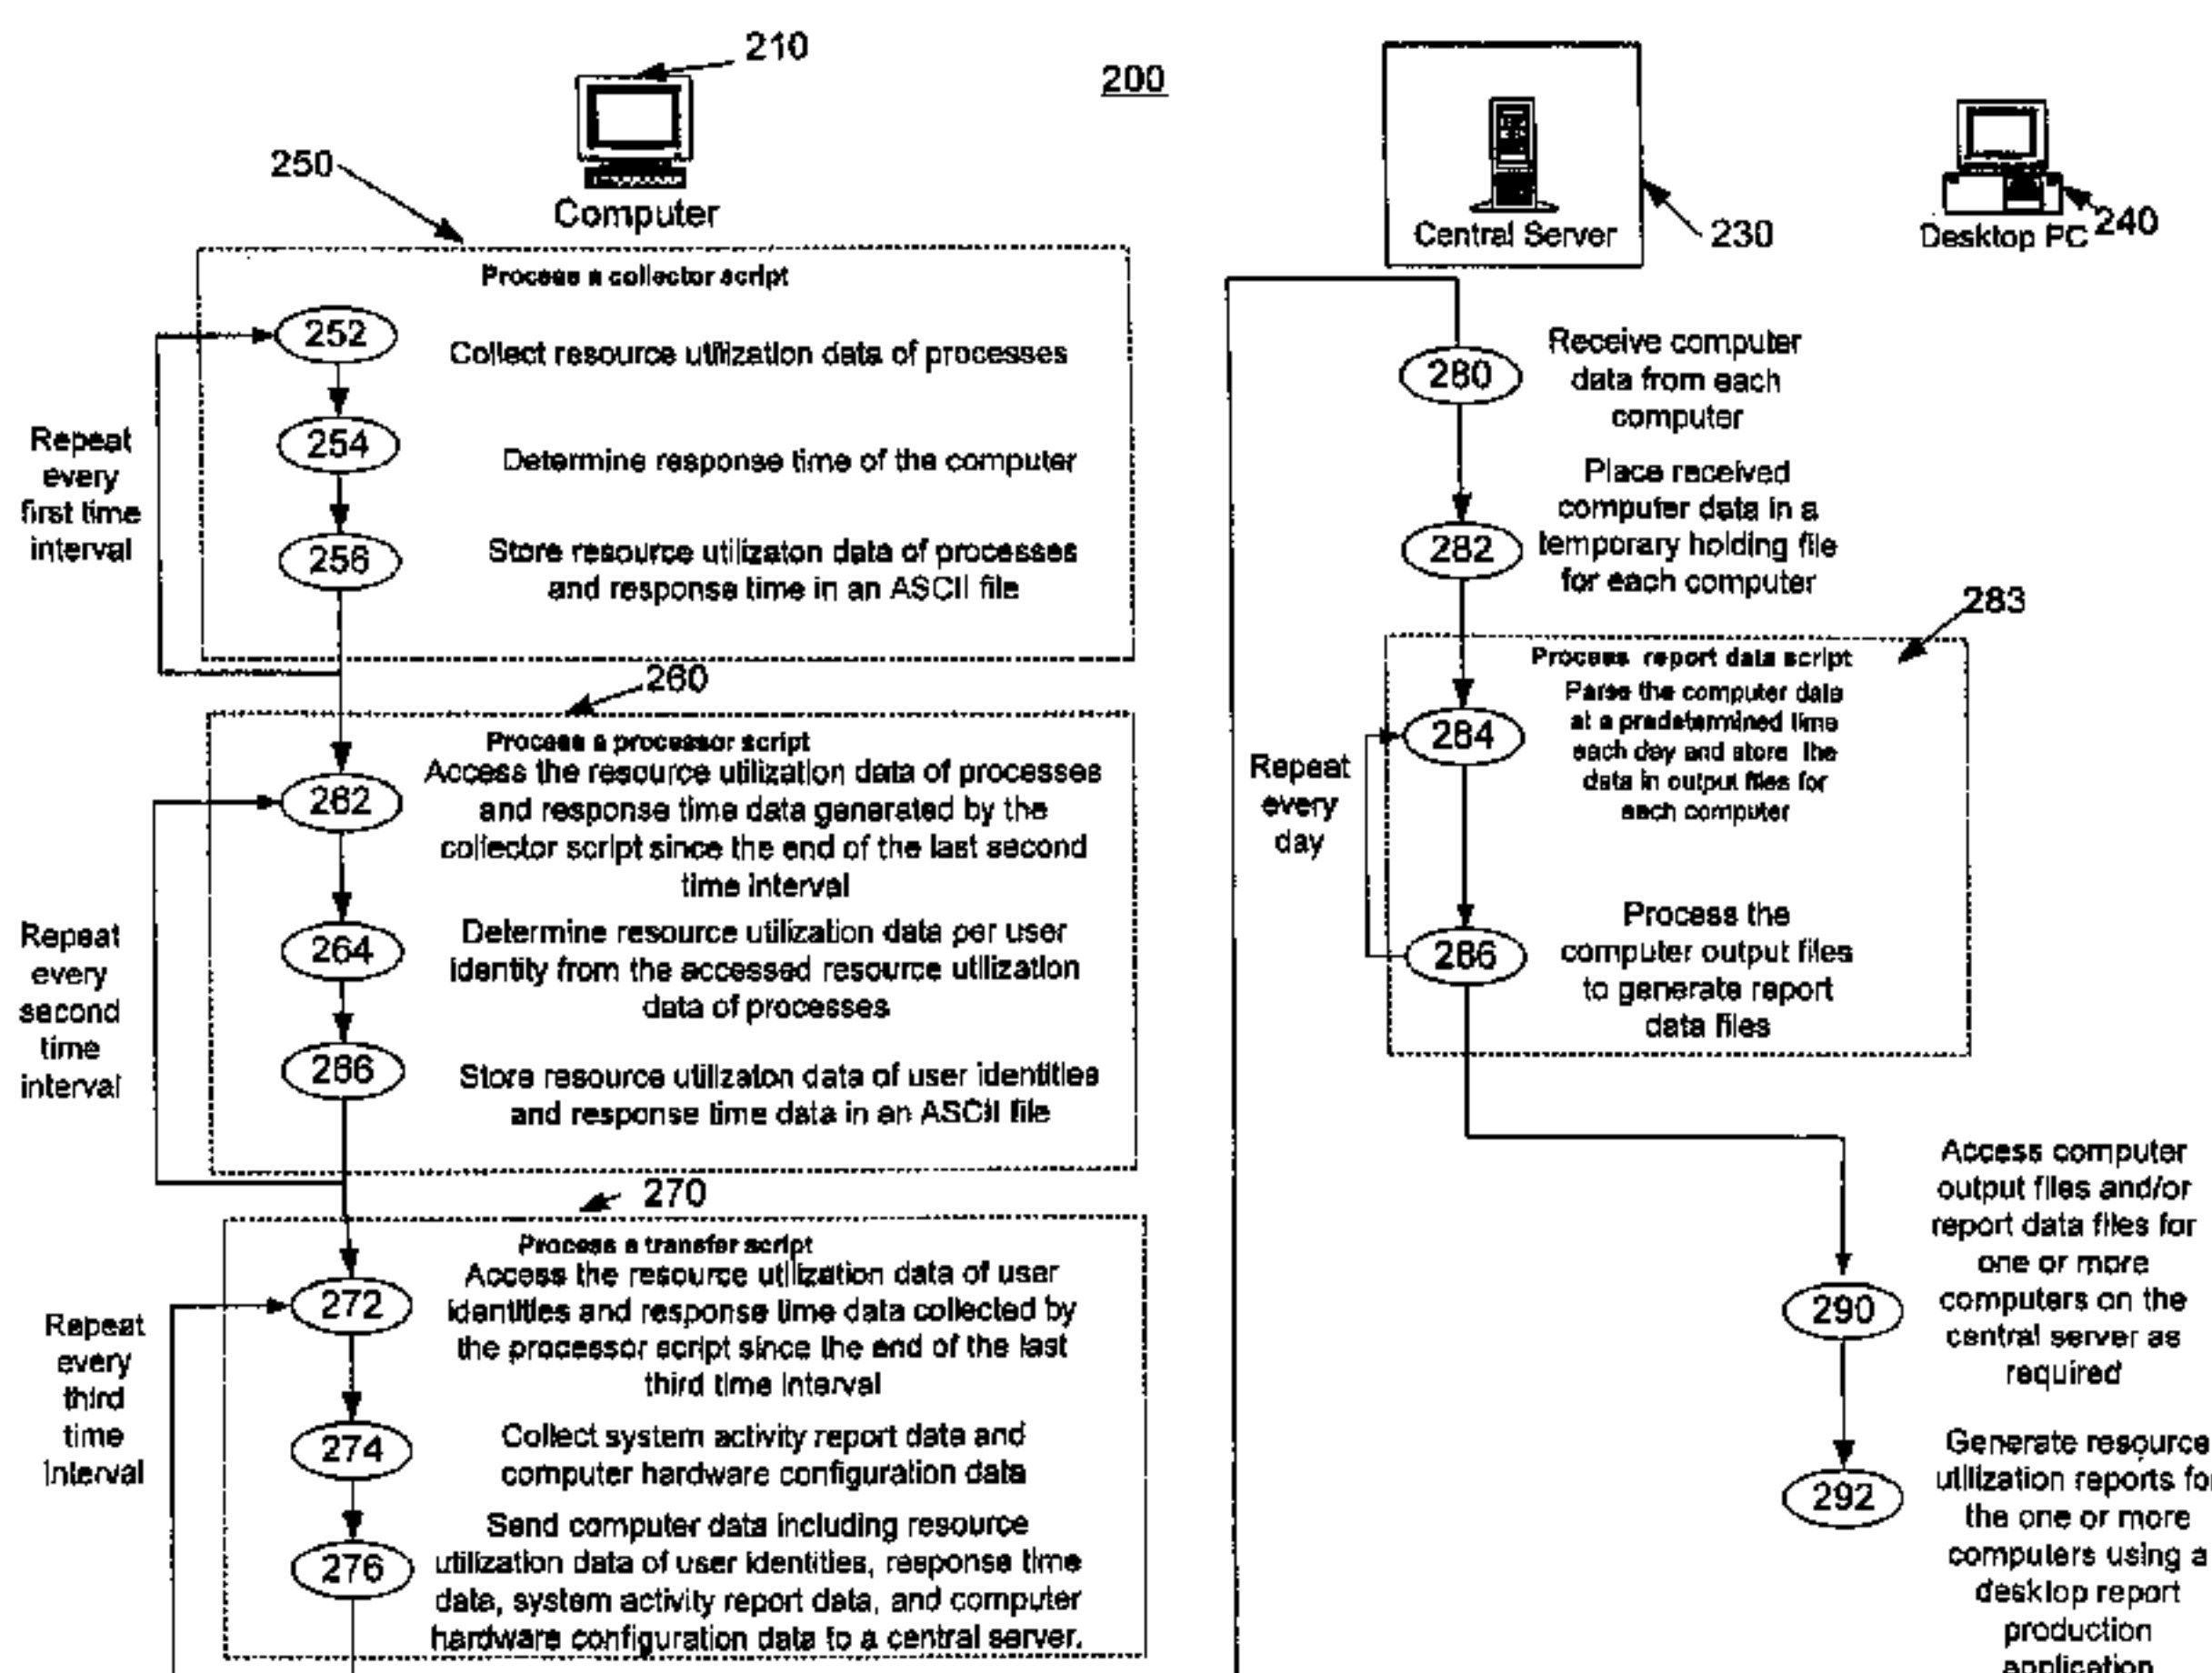 210
200
250
Computer
Central Server
230
Desktop PC
240
Process a collector script
252
Collect resource utilization data of processes
254
Determine response time of the computer
256
Store resource utilizaton data of processes
and response time in an ASCII file
Repeat
every
first time
interval
260
Process a processor script
262
Access the resource utilization data of processes
and response time data generated by the
collector script since the end of the last second
time interval
264
Determine resource utilization data per user
identity from the accessed resource utilization
data of processes
266
Store resource utilizaton data of user identities
and response time data in an ASCII file
Repeat
every
second
time
interval
270
Process a transfer script
272
Access the resource utilization data of user
identities and response time data collected by
the processor script since the end of the last
third time interval
274
Collect system activity report data and
computer hardware configuration data
276
Send computer data including resource
utilization data of user identities, response time
data, system activity report data, and computer
hardware configuration data to a central server.
Repeat
every
third
time
interval
280
Receive computer
data from each
computer
282
Place received
computer data in a
temporary holding file
for each computer
283
Process report data script
284
Parse the computer data
at a predetermined time
each day and store the
data in output files for
each computer
Repeat
every
day
286
Process the
computer output files
to generate report
data files
290
Access computer
output files and/or
report data files for
one or more
computers on the
central server as
required
292
Generate resource
utilization reports for
the one or more
computers using a
desktop report
production
application